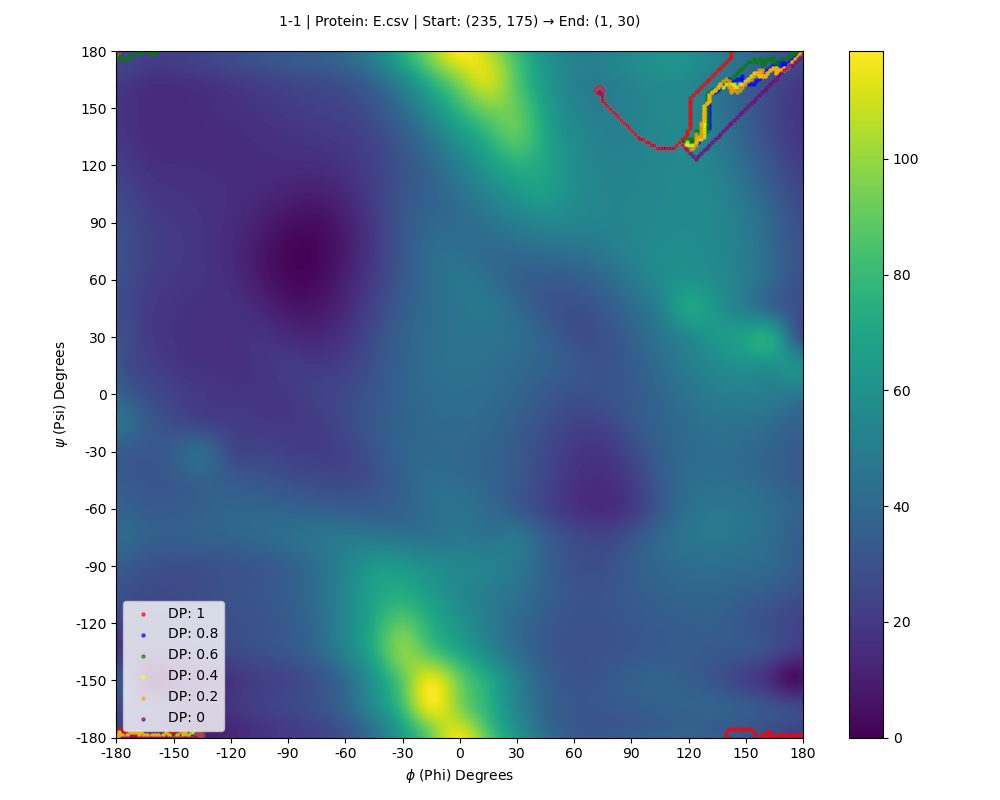 1-1 | Protein: E.csv | Start: (235, 175) → End: (1, 30)
180
150
120
90
60
30
0
-30
-60
-90
-120
-150
-180
ψ (Psi) Degrees
DP: 1
DP: 0.8
DP: 0.6
DP: 0.4
DP: 0.2
DP: 0
-180 -150 -120 -90 -60 -30 0 30 60 90 120 150 180
ϕ (Phi) Degrees
100
80
60
40
20
0